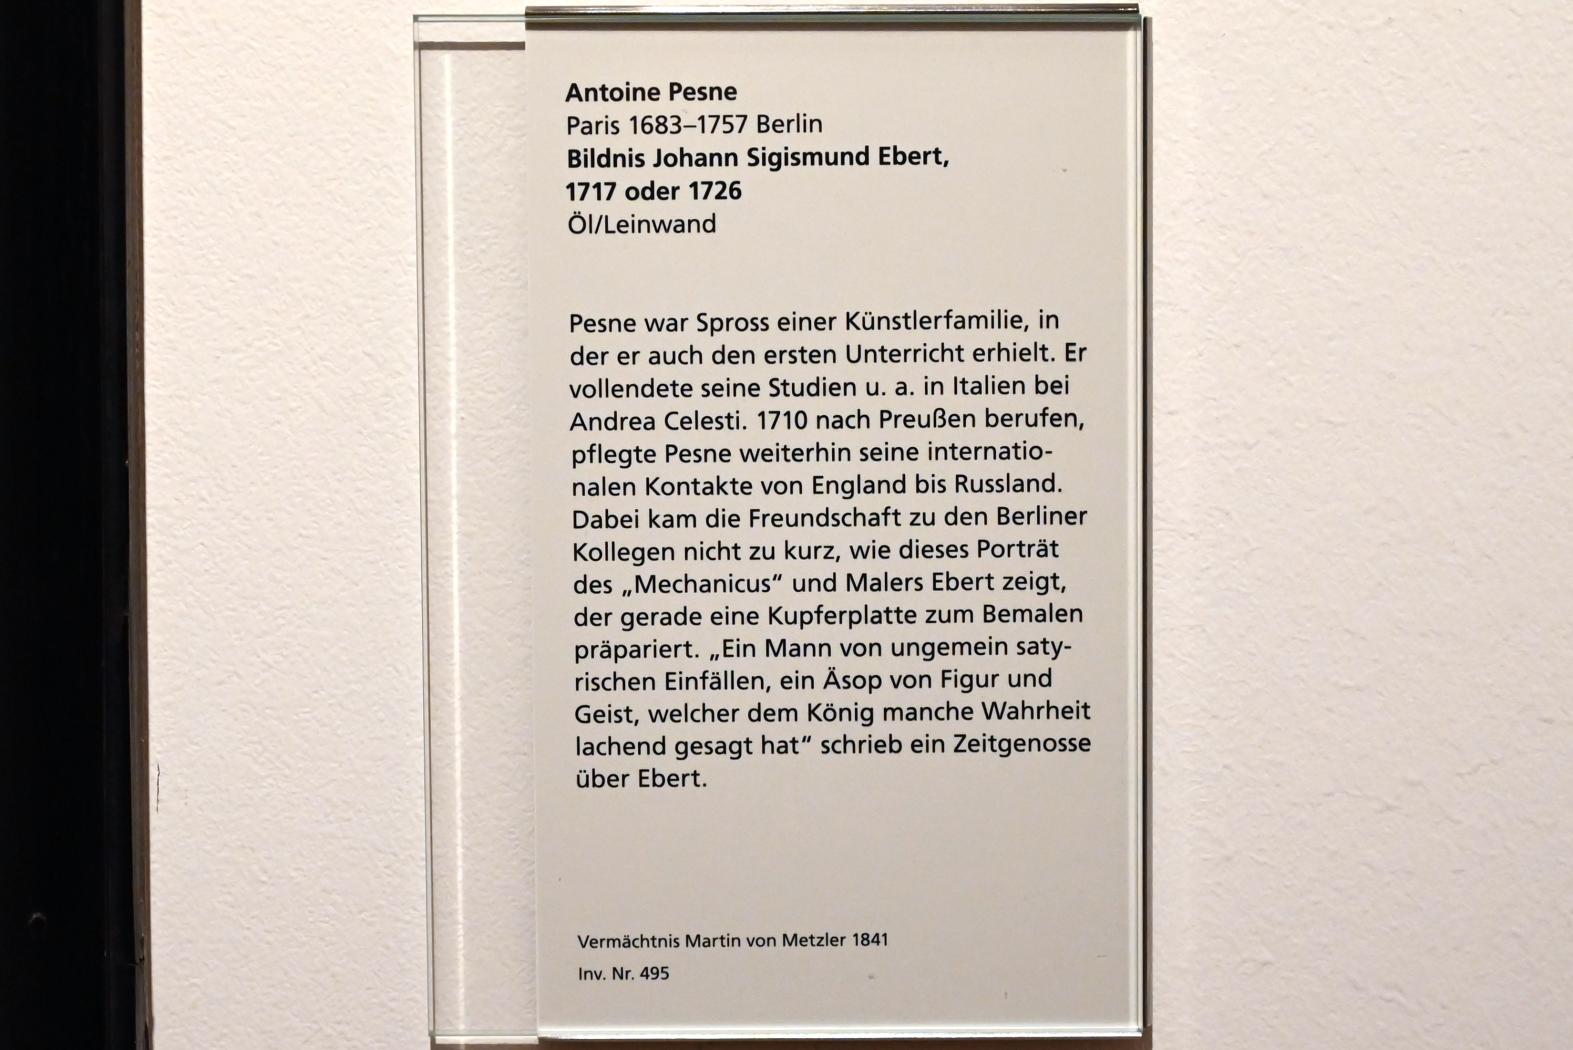 Antoine Pesne
Paris 1683–1757 Berlin
Bildnis Johann Sigismund Ebert,
1717 oder 1726
Öl/Leinwand
Pesne war Spross einer Künstlerfamilie, in
der er auch den ersten Unterricht erhielt. Er
vollendete seine Studien u. a. in Italien bei
Andrea Celesti. 1710 nach Preußen berufen,
pflegte Pesne weiterhin seine internatio-
nalen Kontakte von England bis Russland.
Dabei kam die Freundschaft zu den Berliner
Kollegen nicht zu kurz, wie dieses Porträt
des „Mechanicus“ und Malers Ebert zeigt,
der gerade eine Kupferplatte zum Bemalen
präpariert. „Ein Mann von ungemein saty-
rischen Einfällen, ein Äsop von Figur und
Geist, welcher dem König manche Wahrheit
lachend gesagt hat“ schrieb ein Zeitgenosse
über Ebert.
Vermächtnis Martin von Metzler 1841
Inv. Nr. 495